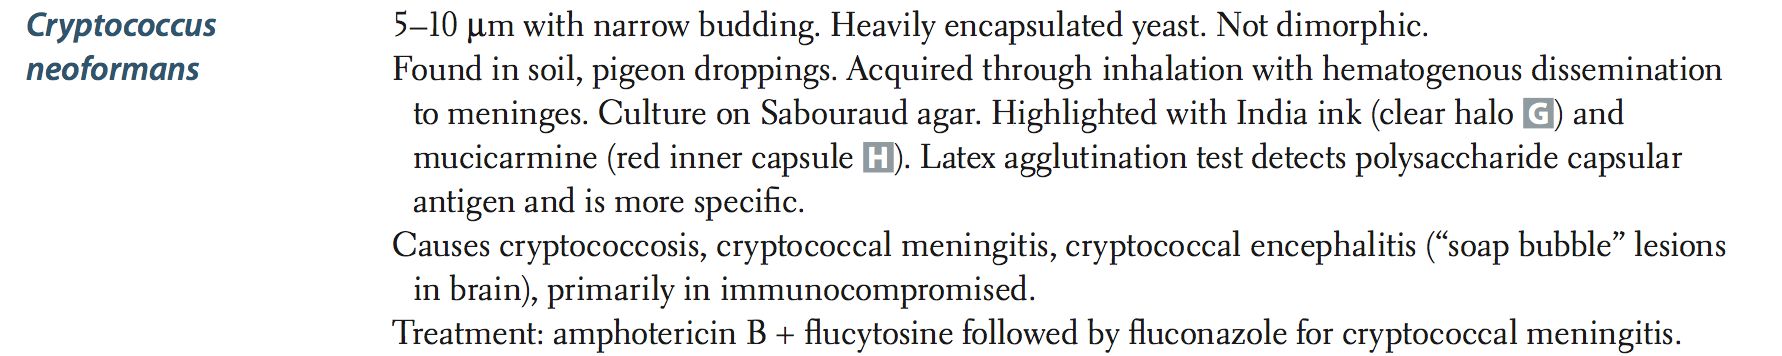 Cryptococcus
neoformans
5–10 μm with narrow budding. Heavily encapsulated yeast. Not dimorphic.
Found in soil, pigeon droppings. Acquired through inhalation with hematogenous dissemination
to meninges. Culture on Sabouraud agar. Highlighted with India ink (clear halo G) and
mucicarmine (red inner capsule H). Latex agglutination test detects polysaccharide capsular
antigen and is more specific.
Causes cryptococcosis, cryptococcal meningitis, cryptococcal encephalitis (“soap bubble” lesions
in brain), primarily in immunocompromised.
Treatment: amphotericin B + flucytosine followed by fluconazole for cryptococcal meningitis.